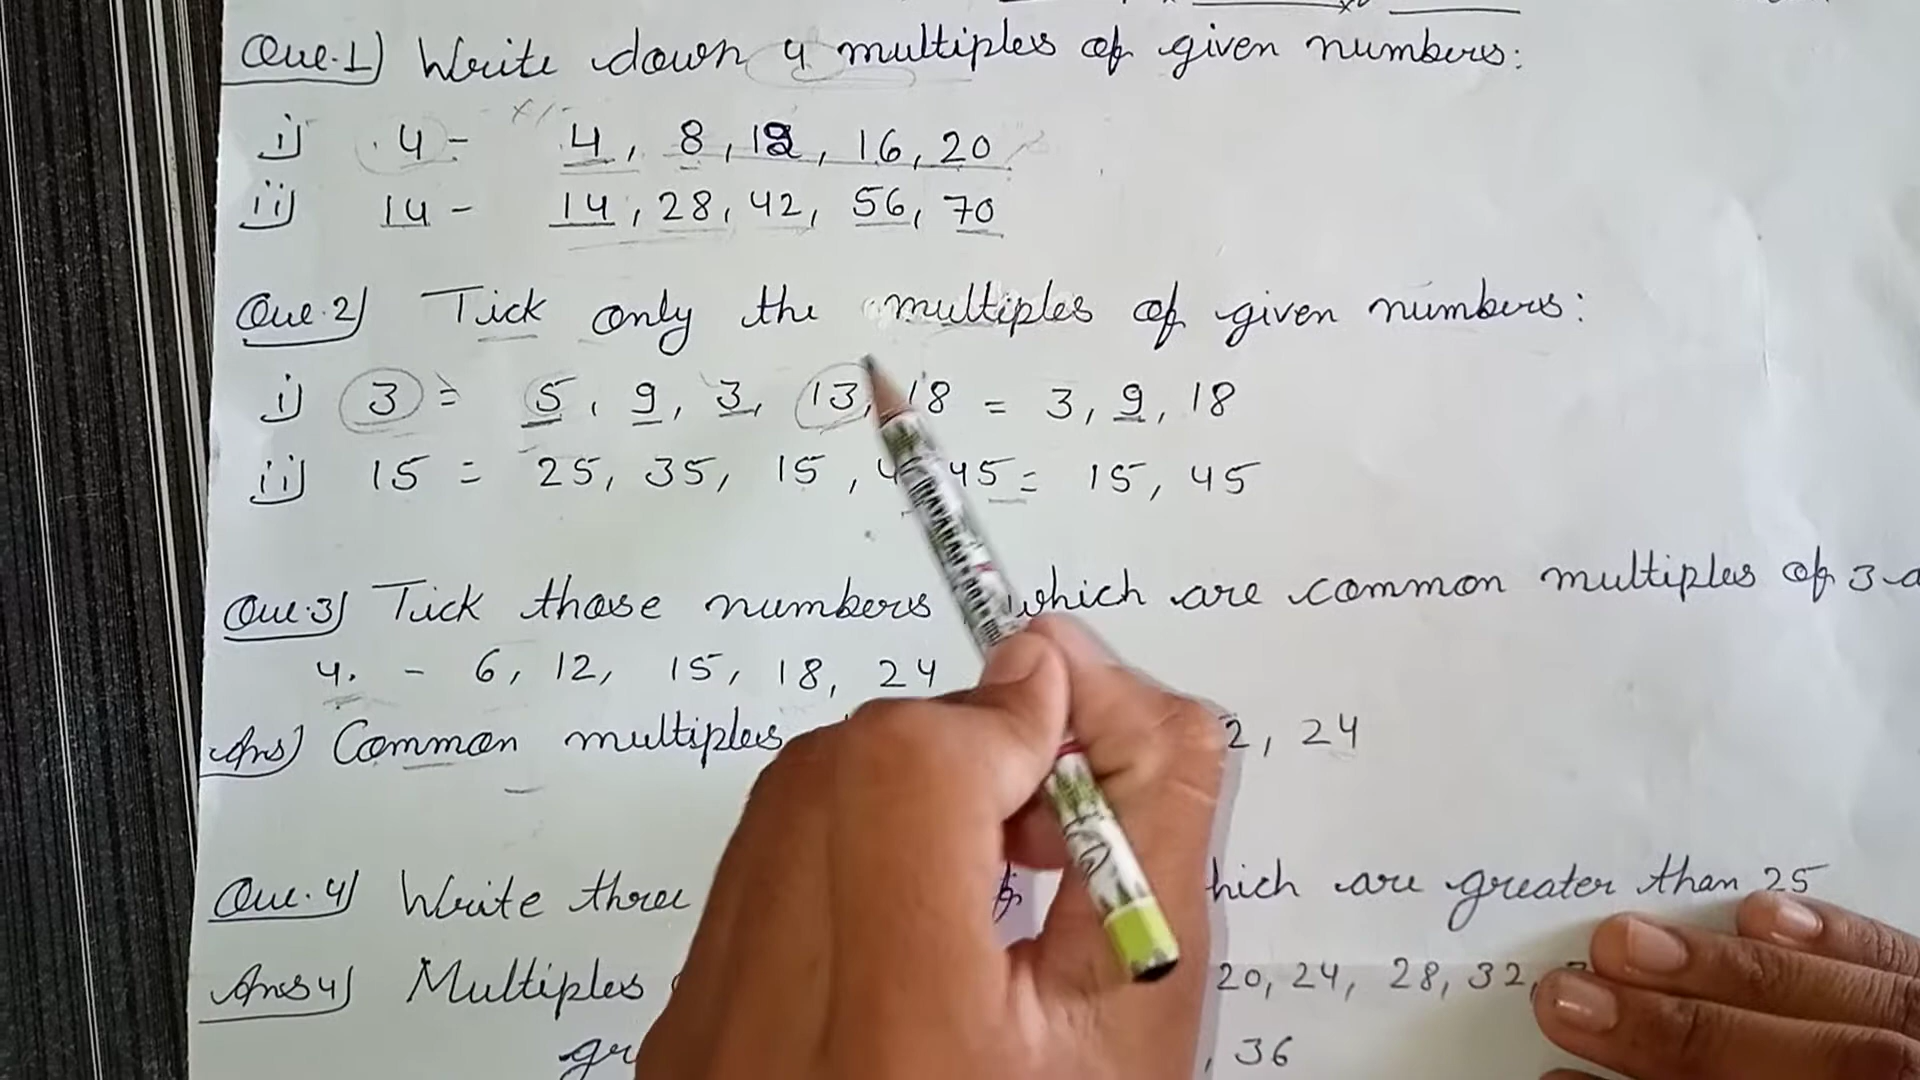 Que.1) Write down 4 multiples of given numbers:
i) 4 - 4, 8, 12, 16, 20
ii) 14 - 14, 28, 42, 56, 70
Que.2) Tick only the multiples of given numbers:
i) 3 = 5, 9, 3, 13, 18 = 3, 9, 18
ii) 15 = 25, 35, 15, 45 = 15, 45
Que.3) Tick those numbers which are common multiples of 3
4. - 6, 12, 15, 18, 24
Ans) Common multiples 2, 24
Que.4) Write three which are greater than 25
Ans4) Multiples 20, 24, 28, 32,
, 36